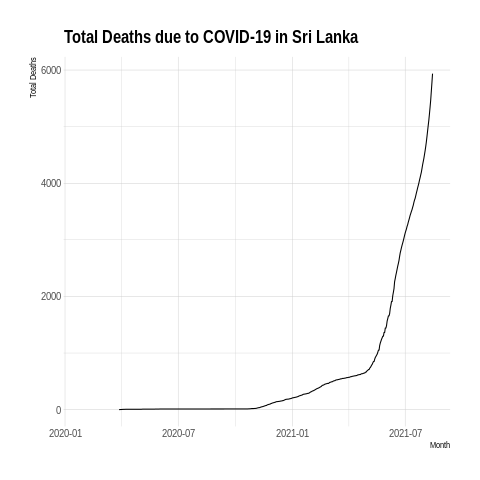 Total Deaths due to COVID-19 in Sri Lanka
Total Deaths
6000
4000
2000
0
2020-01 2020-07 2021-01 2021-07
Month